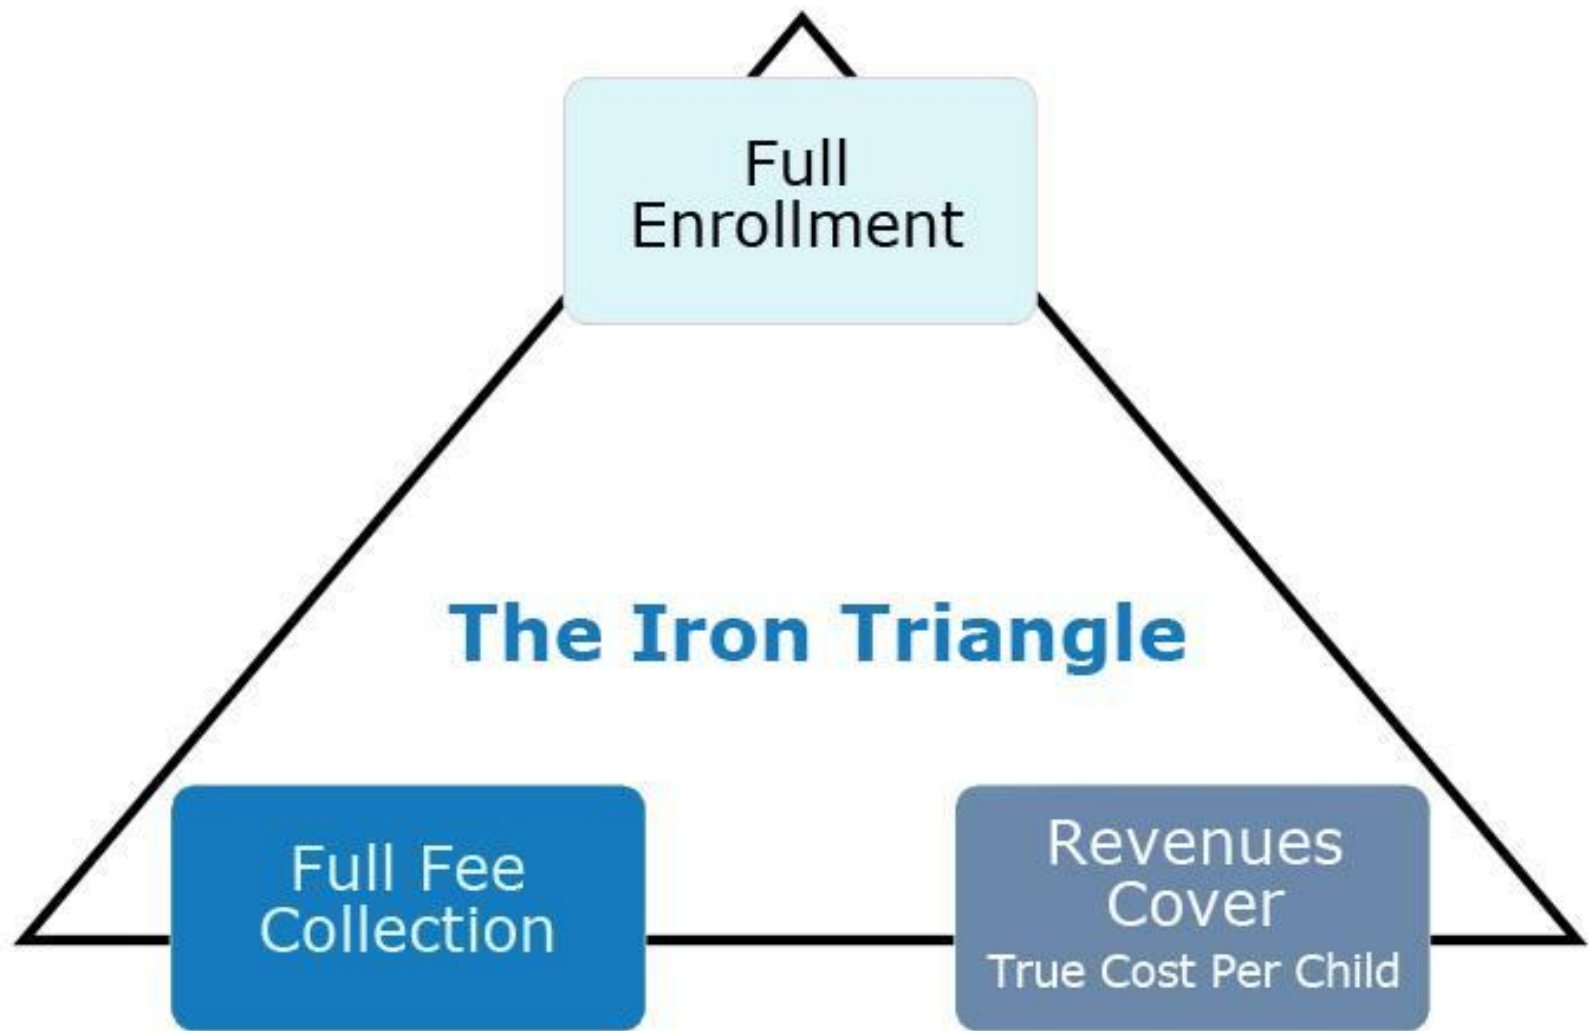 Full
Enrollment
The Iron Triangle
Full Fee
Collection
Revenues
Cover
True Cost Per Child